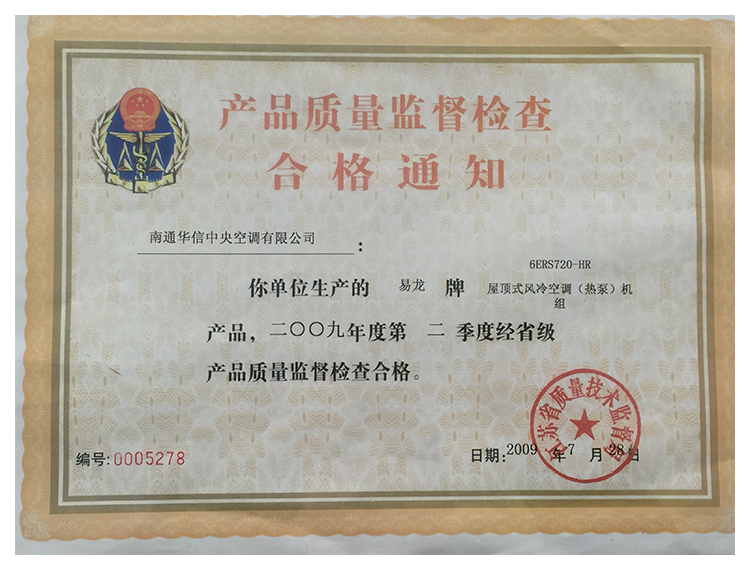 产品质量监督检查
合格通知
南通华信中央空调有限公司：
6ERS720-HR
你单位生产的 易龙 牌 屋顶式风冷空调（热泵）机
组
产品，二〇〇九年度第 二 季度经省级
产品质量监督检查合格。
江苏省质量技术监督局
编号:0005278
日期:2009 年 7 月 28 日